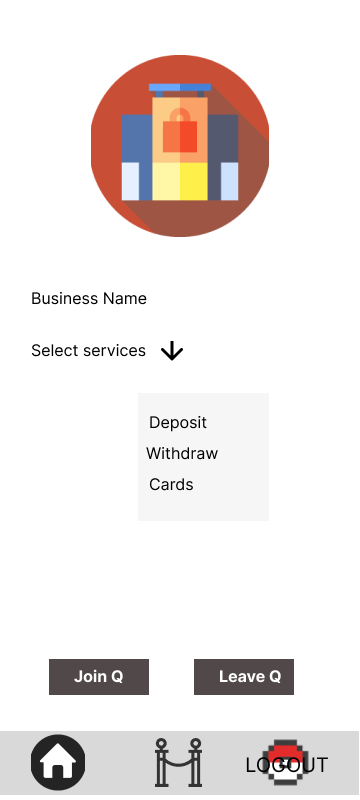 Business Name
Select services
Deposit
Withdraw
Cards
Join Q
Leave Q
LOGOUT